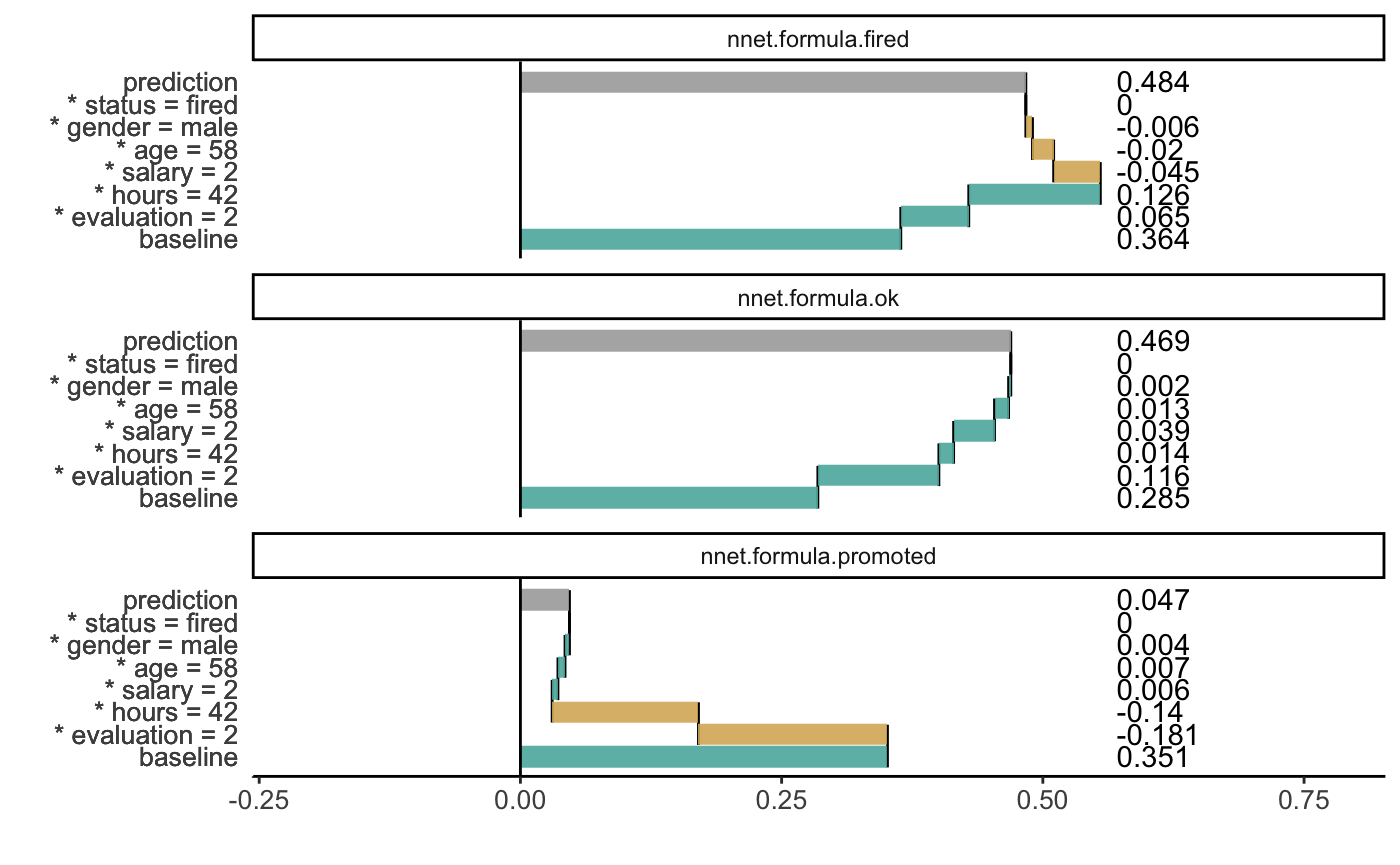 nnet.formula.fired
prediction 0.484
* status = fired 0
* gender = male -0.006
* age = 58 -0.02
* salary = 2 -0.045
* hours = 42 0.126
* evaluation = 2 0.065
baseline 0.364
nnet.formula.ok
prediction 0.469
* status = fired 0
* gender = male 0.002
* age = 58 0.013
* salary = 2 0.039
* hours = 42 0.014
* evaluation = 2 0.116
baseline 0.285
nnet.formula.promoted
prediction 0.047
* status = fired 0
* gender = male 0.004
* age = 58 0.007
* salary = 2 0.006
* hours = 42 -0.14
* evaluation = 2 -0.181
baseline 0.351
-0.25 0.00 0.25 0.50 0.75